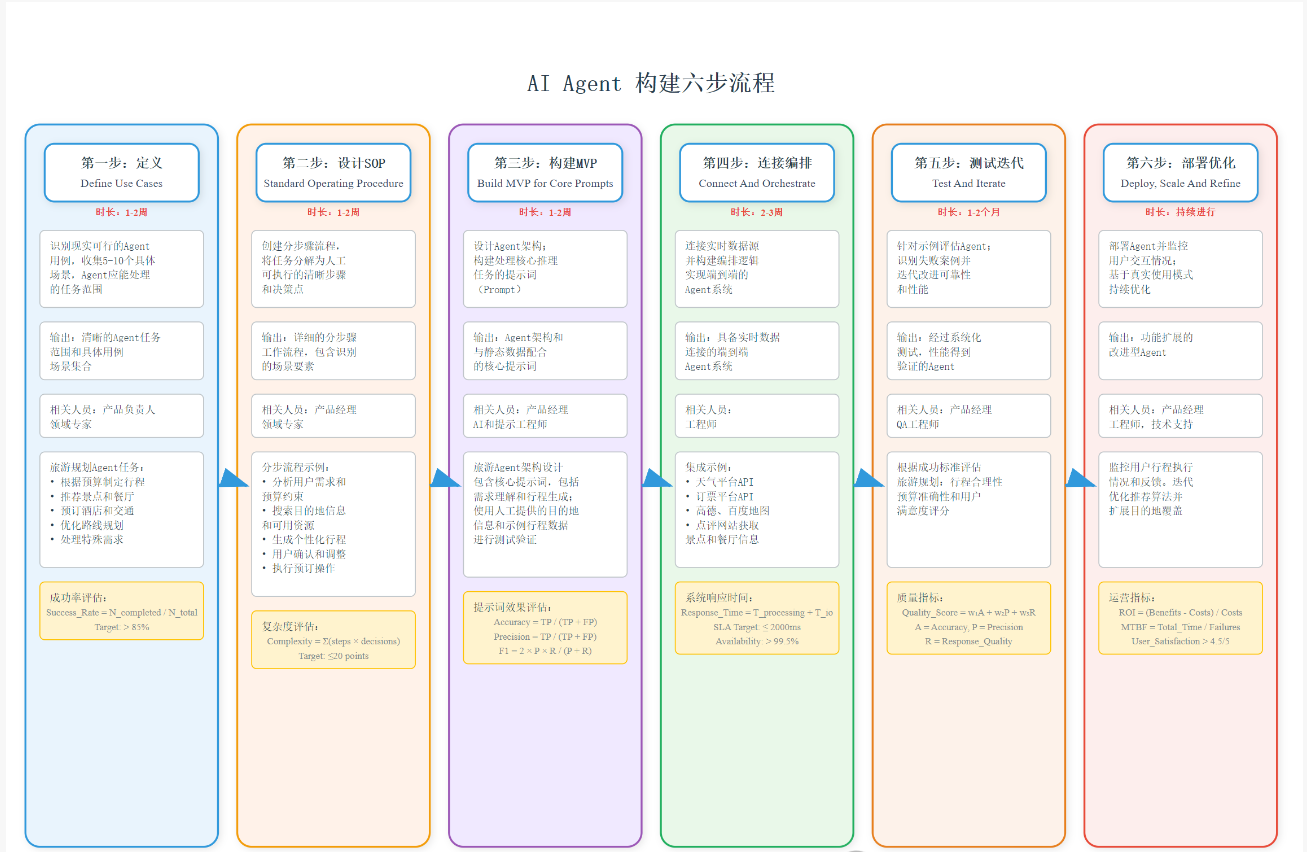 AI Agent 构建六步流程
第一步：定义
Define Use Cases
时长：1-2周
识别现实可行的Agent
用例，收集5-10个具体
场景，Agent应能处理
的任务范围
输出：清晰的Agent任务
范围和具体用例
场景集合
相关人员：产品负责人
领域专家
旅游规划Agent任务：
• 根据预算制定行程
• 推荐景点和餐厅
• 预订酒店和交通
• 优化路线规划
• 处理特殊需求
成功率评估：
Success_Rate = N_completed / N_total
Target: > 85%
第二步：设计SOP
Standard Operating Procedure
时长：1-2周
创建分步骤流程，
将任务分解为人工
可执行的清晰步骤
和决策点
输出：详细的分步骤
工作流程，包含识别
的场景要素
相关人员：产品经理
领域专家
分步流程示例：
• 分析用户需求和
预算约束
• 搜索目的地信息
和可用资源
• 生成个性化行程
• 用户确认和调整
• 执行预订操作
复杂度评估：
Complexity = Σ(steps × decisions)
Target: ≤20 points
第三步：构建MVP
Build MVP for Core Prompts
时长：1-2周
设计Agent架构；
构建处理核心推理
任务的提示词
（Prompt）
输出：Agent架构和
与静态数据配合
的核心提示词
相关人员：产品经理
AI和提示工程师
旅游Agent架构设计
包含核心提示词，包括
需求理解和行程生成；
使用人工提供的目的地
信息和示例行程数据
进行测试验证
提示词效果评估：
Accuracy = TP / (TP + FP)
Precision = TP / (TP + FP)
F1 = 2 × P × R / (P + R)
第四步：连接编排
Connect And Orchestrate
时长：2-3周
连接实时数据源
并构建编排逻辑
实现端到端的
Agent系统
输出：具备实时数据
连接的端到端
Agent系统
相关人员：
工程师
集成示例：
• 天气平台API
• 订票平台API
• 高德、百度地图
• 点评网站获取
景点和餐厅信息
系统响应时间：
Response_Time = T_processing + T_io
SLA Target: ≤ 2000ms
Availability: > 99.5%
第五步：测试迭代
Test And Iterate
时长：1-2个月
针对示例评估Agent；
识别失败案例并
迭代改进可靠性
和性能
输出：经过系统化
测试，性能得到
验证的Agent
相关人员：产品经理
QA工程师
根据成功标准评估
旅游规划：行程合理性
预算准确性和用户
满意度评分
质量指标：
Quality_Score = w₁A + w₂P + w₃R
A = Accuracy, P = Precision
R = Response_Quality
第六步：部署优化
Deploy, Scale And Refine
时长：持续进行
部署Agent并监控
用户交互情况；
基于真实使用模式
持续优化
输出：功能扩展的
改进型Agent
相关人员：产品经理
工程师，技术支持
监控用户行程执行
情况和反馈。迭代
优化推荐算法并
扩展目的地覆盖
运营指标：
ROI = (Benefits - Costs) / Costs
MTBF = Total_Time / Failures
User_Satisfaction > 4.5/5